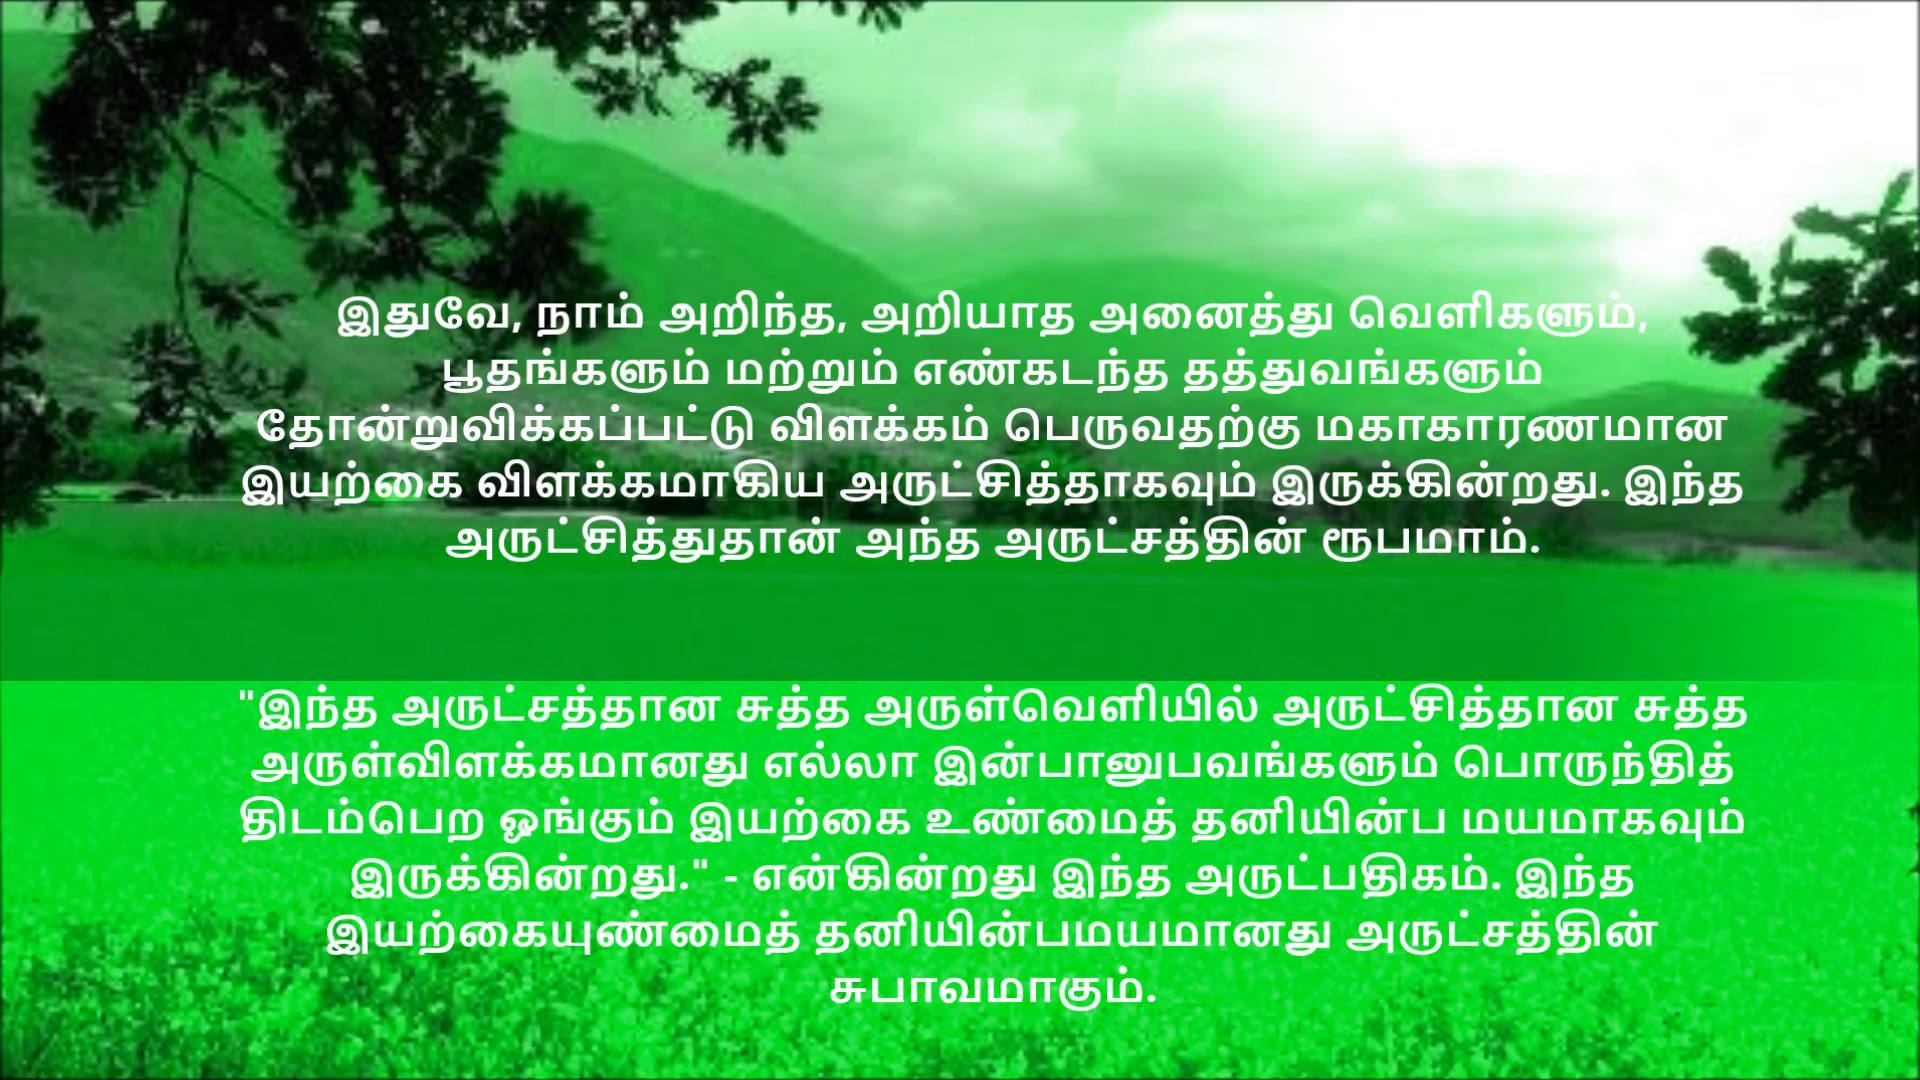 இதுவே, நாம் அறிந்த, அறியாத அனைத்து வெளிகளும்,
பூதங்களும் மற்றும் எண்கடந்த தத்துவங்களும்
தோன்றுவிக்கப்பட்டு விளக்கம் பெருவதற்கு மகாகாரணமான
இயற்கை விளக்கமாகிய அருட்சித்தாகவும் இருக்கின்றது. இந்த
அருட்சித்துதான் அந்த அருட்சத்தின் ரூபமாம்.
"இந்த அருட்சத்தான சுத்த அருள்வெளியில் அருட்சித்தான சுத்த
அருள்விளக்கமானது எல்லா இன்பானுபவங்களும் பொருந்தித்
திடம்பெற ஓங்கும் இயற்கை உண்மைத் தனியின்ப மயமாகவும்
இருக்கின்றது." - என்கின்றது இந்த அருட்பதிகம். இந்த
இயற்கையுண்மைத் தனியின்பமயமானது அருட்சத்தின்
சுபாவமாகும்.